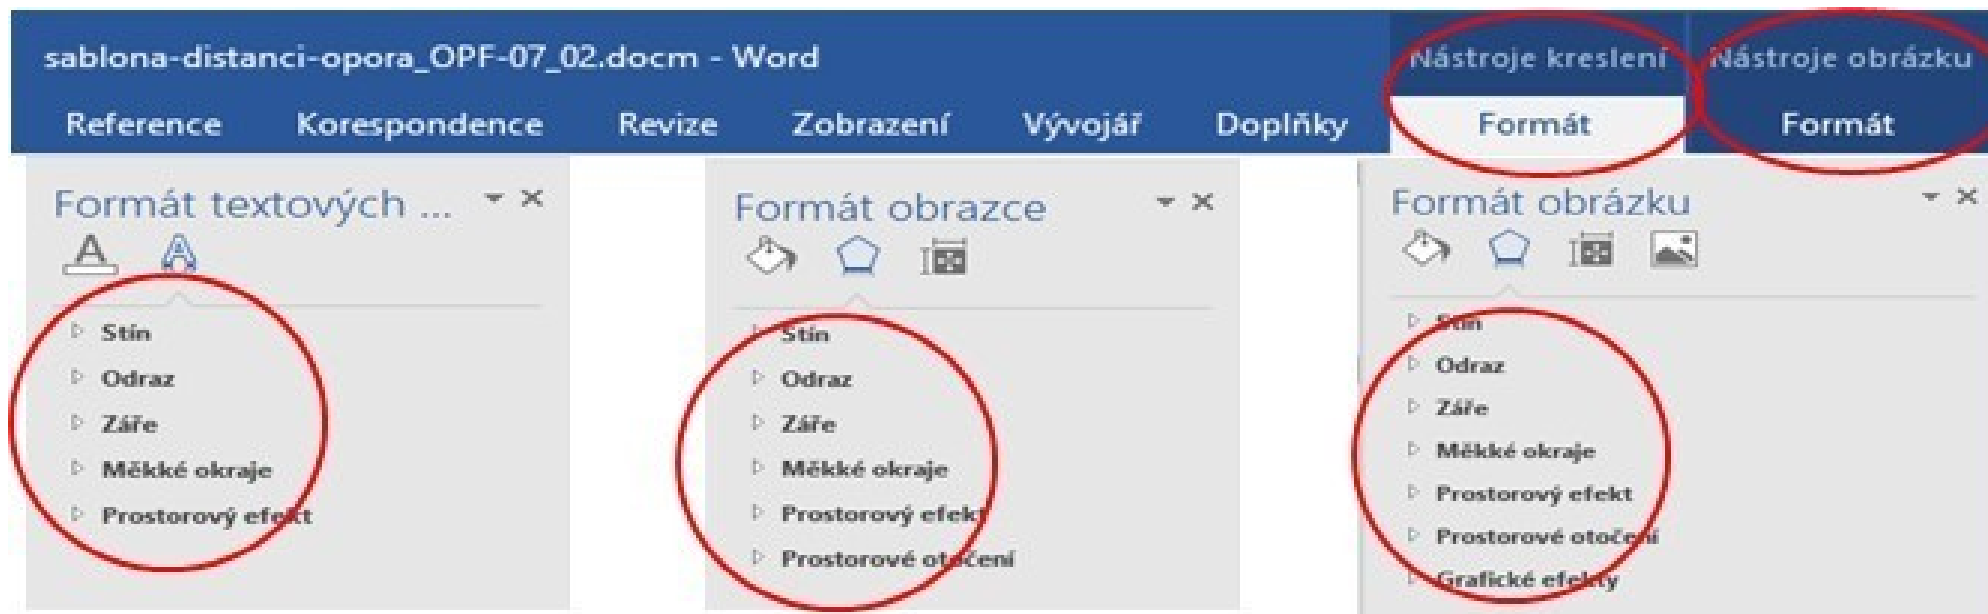 sablona-distanci-opora_OPF-07_02.docm - Word
Nástroje kreslení
Nástroje obrázku
Reference Korespondence Revize Zobrazení Vývojář Doplňky Formát Formát
Formát textových ...
Stín
Odraz
Záře
Měkké okraje
Prostorový efekt
Formát obrazce
Stín
Odraz
Záře
Měkké okraje
Prostorový efekt
Prostorové otočení
Formát obrázku
Stín
Odraz
Záře
Měkké okraje
Prostorový efekt
Prostorové otočení
Grafické efekty